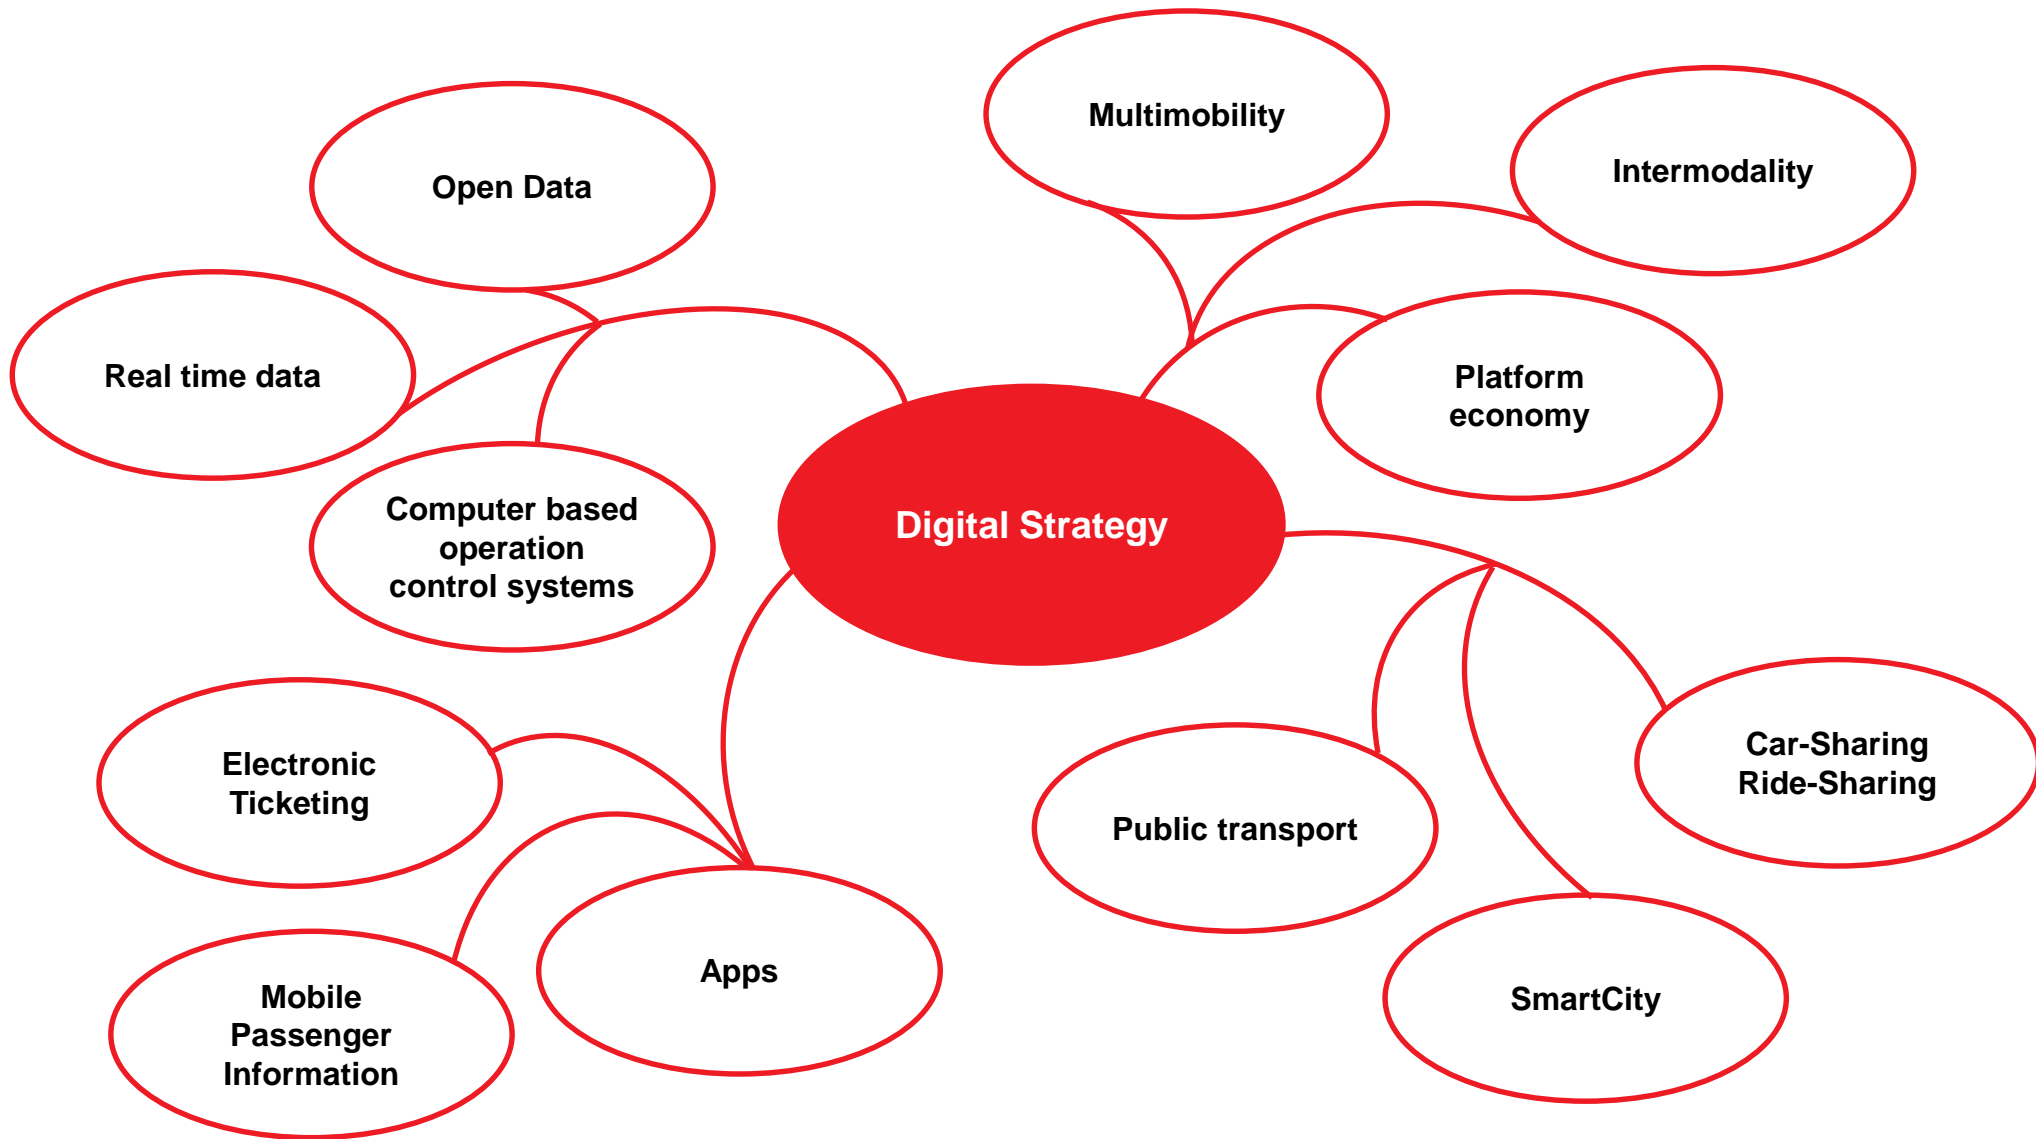 Multimobility
Intermodality
Open Data
Real time data
Platform
economy
Computer based
operation
control systems
Digital Strategy
Electronic
Ticketing
Car-Sharing
Ride-Sharing
Public transport
Apps
SmartCity
Mobile
Passenger
Information